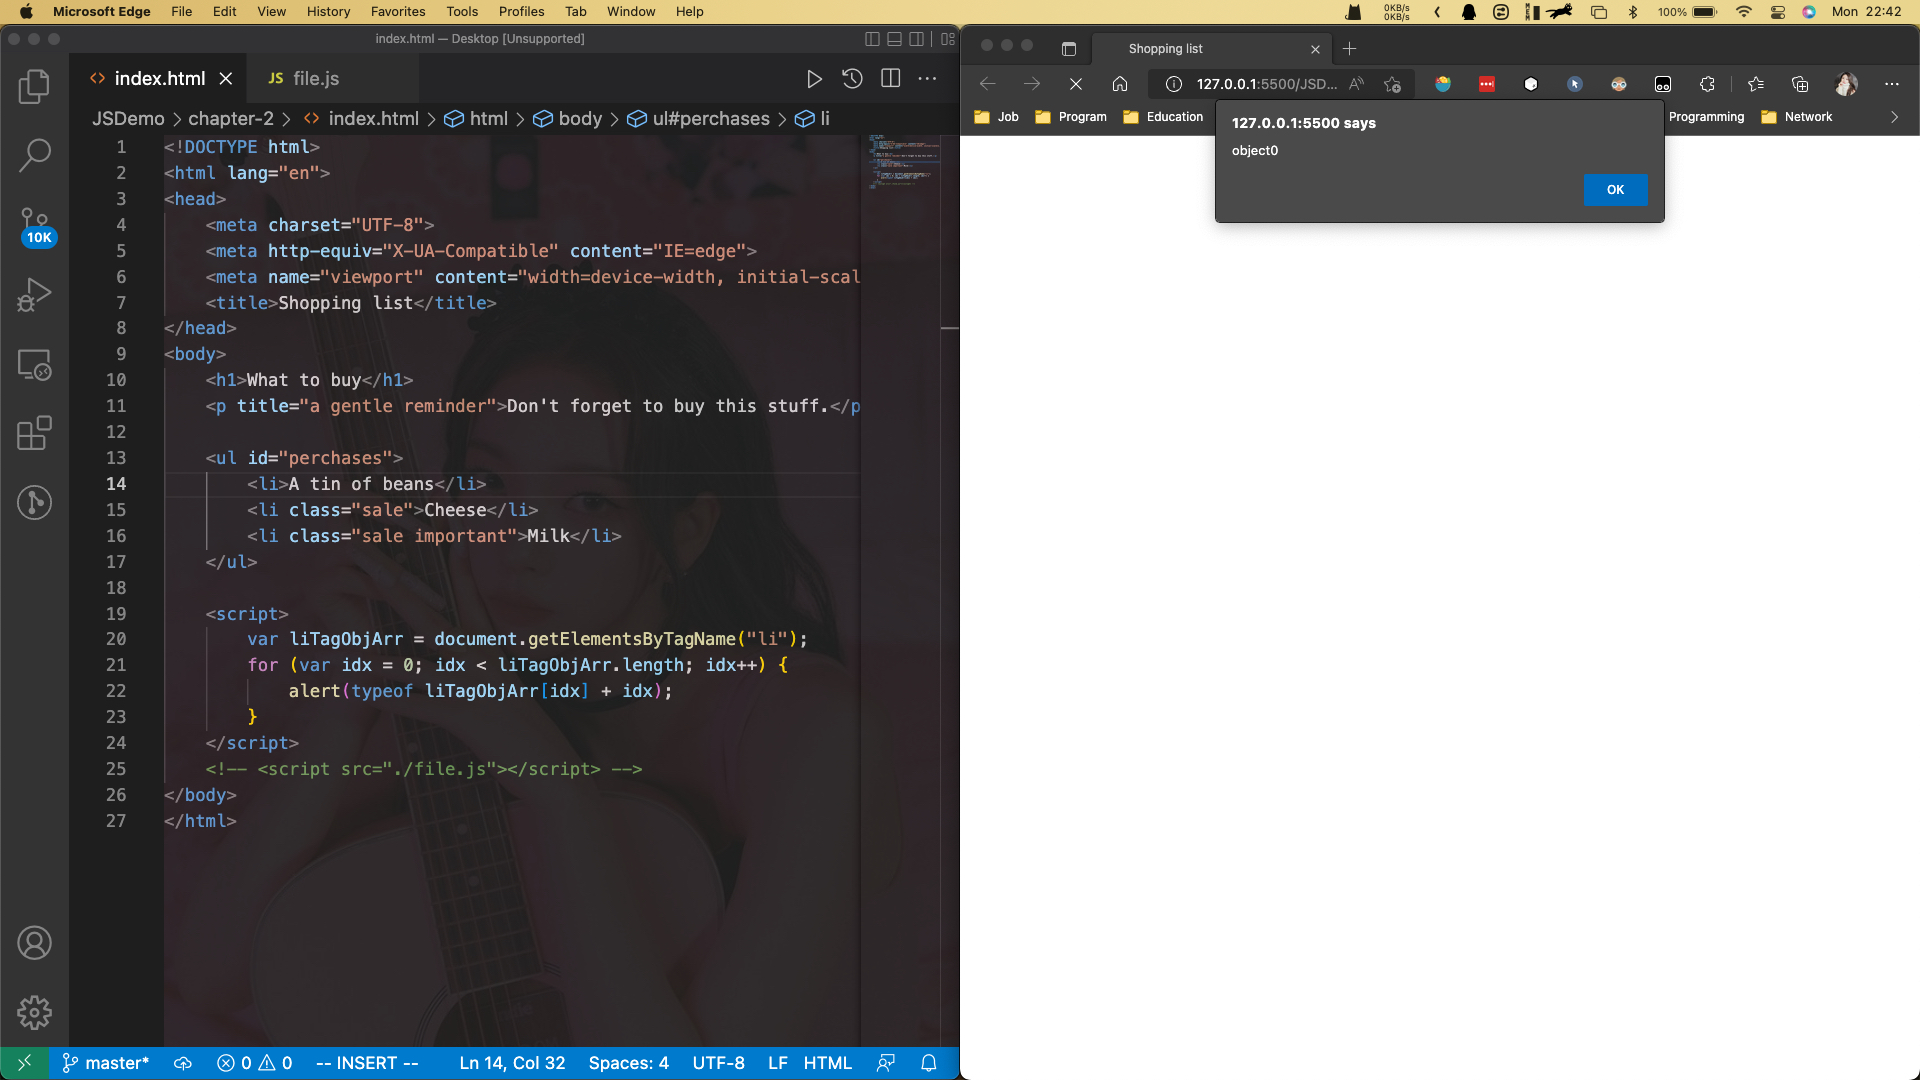 Microsoft Edge File Edit View History Favorites Tools Profiles Tab Window Help
0KB/s
0KB/s
100%
Mon 22:42
index.html — Desktop [Unsupported]
index.html
JS file.js
JSDemo > chapter-2 > <> index.html > html > body > ul#perchases > li
10K
1 <!DOCTYPE html>
2 <html lang="en">
3 <head>
4 <meta charset="UTF-8">
5 <meta http-equiv="X-UA-Compatible" content="IE=edge">
6 <meta name="viewport" content="width=device-width, initial-scal
7 <title>Shopping list</title>
8 </head>
9 <body>
10 <h1>What to buy</h1>
11 <p title="a gentle reminder">Don't forget to buy this stuff.</p
12
13 <ul id="perchases">
14 <li>A tin of beans</li>
15 <li class="sale">Cheese</li>
16 <li class="sale important">Milk</li>
17 </ul>
18
19 <script>
20 var liTagObjArr = document.getElementsByTagName("li");
21 for (var idx = 0; idx < liTagObjArr.length; idx++) {
22 alert(typeof liTagObjArr[idx] + idx);
23 }
24 </script>
25 <!-- <script src="./file.js"></script> -->
26 </body>
27 </html>
master* 0 0 -- INSERT -- Ln 14, Col 32 Spaces: 4 UTF-8 LF HTML
Shopping list
127.0.0.1:5500/JSD...
Job Program Education Programming Network
127.0.0.1:5500 says
object0
OK